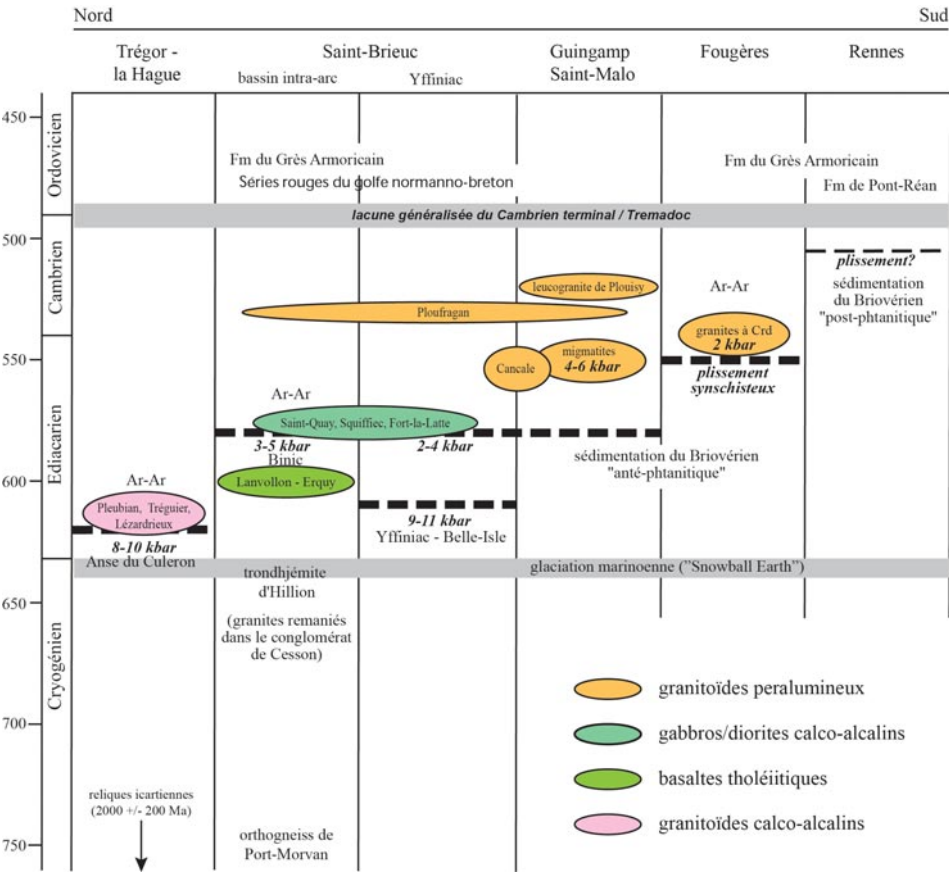 Nord
Sud
Trégor -
la Hague
Saint-Brieuc
bassin intra-arc
Yffiniac
Guingamp
Saint-Malo
Fougères
Rennes
450
500
550
600
650
700
750
Ordovicien
Cambrien
Ediacarien
Cryogénien
Fm du Grès Armoricain
Séries rouges du golfe normanno-breton
Fm du Grès Armoricain
Fm de Pont-Réan
lacune généralisée du Cambrien terminal / Tremadoc
plissement?
sédimentation
du Briovérien
"post-phtanitique"
leucogranite de Plouisy
Ploufragan
Ar-Ar
granites à Crd
2 kbar
plissement
synschisteux
Cancale
migmatites
4-6 kbar
Ar-Ar
Saint-Quay, Squiffiec, Fort-la-Latte
3-5 kbar
Binic
2-4 kbar
sédimentation du Briovérien
"anté-phtanitique"
Lanvollon - Erquy
Ar-Ar
Pleubian, Tréguier,
Lézardrieux
8-10 kbar
Anse du Culeron
9-11 kbar
Yffiniac - Belle-Isle
glaciation marinoenne ("Snowball Earth")
trondhjémite
d'Hillion
(granites remaniés
dans le conglomérat
de Cesson)
granitoïdes peralumineux
gabbros/diorites calco-alcalins
basaltes tholéiitiques
granitoïdes calco-alcalins
reliques icartiennes
(2000 +/- 200 Ma)
orthogneiss de
Port-Morvan